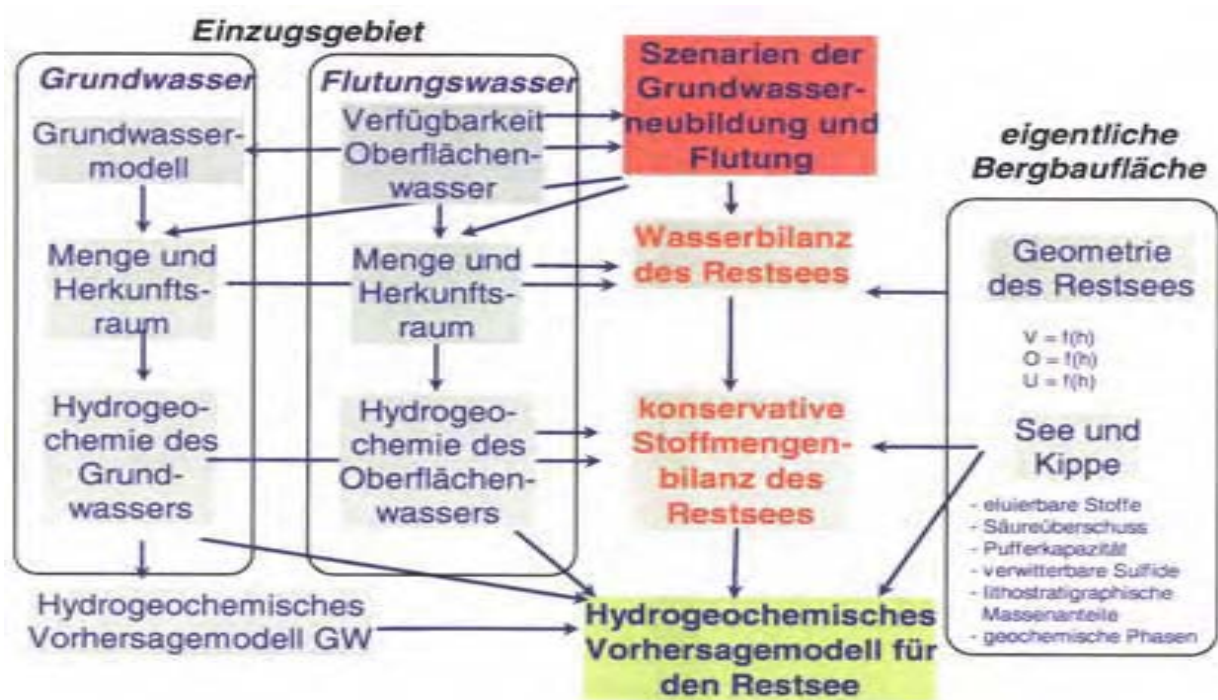 Einzugsgebiet
Grundwasser
Grundwasser-
modell
Menge und
Herkunfts-
raum
Hydrogeo-
chemie des
Grund-
wassers
Hydrogeochemisches
Vorhersagemodell GW
Flutungswasser
Verfügbarkeit
Oberflächen-
wasser
Menge und
Herkunfts-
raum
Hydrogeo-
chemie des
Oberflächen-
wassers
Szenarien der
Grundwasser-
neubildung und
Flutung
Wasserbilanz
des Restsees
konservative
Stoffmengen-
bilanz des
Restsees
Hydrogeochemisches
Vorhersagemodell für
den Restsee
eigentliche
Bergbaufläche
Geometrie
des Restsees
V = f(h)
O = f(h)
U = f(h)
See und
Kippe
- eluierbare Stoffe
- Säureüberschuss
- Pufferkapazität
- verwitterbare Sulfide
- lithostratigraphische
Massenanteile
- geochemische Phasen